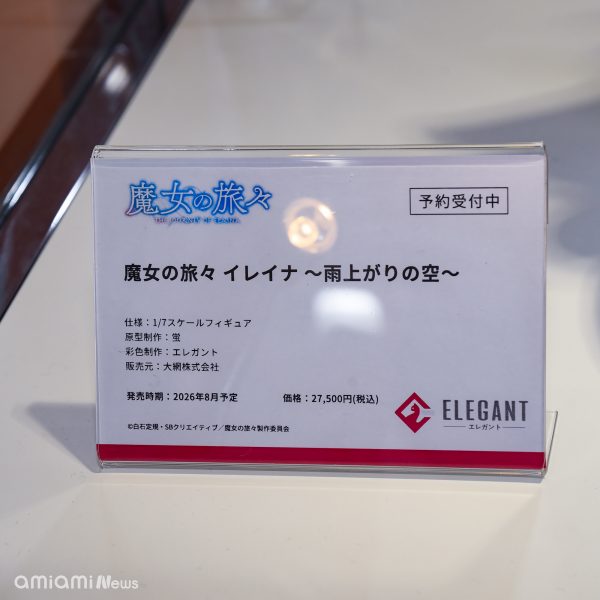 魔女の旅々
THE JOURNEY OF ELAINA
予約受付中
魔女の旅々 イレイナ ～雨上がりの空～
仕様：1/7スケールフィギュア
原型制作：蛍
彩色制作：エレガント
販売元：大網株式会社
発売時期：2026年8月予定
価格：27,500円(税込)
©白石定規・SBクリエイティブ／魔女の旅々製作委員会
ELEGANT
エレガント
amiami News